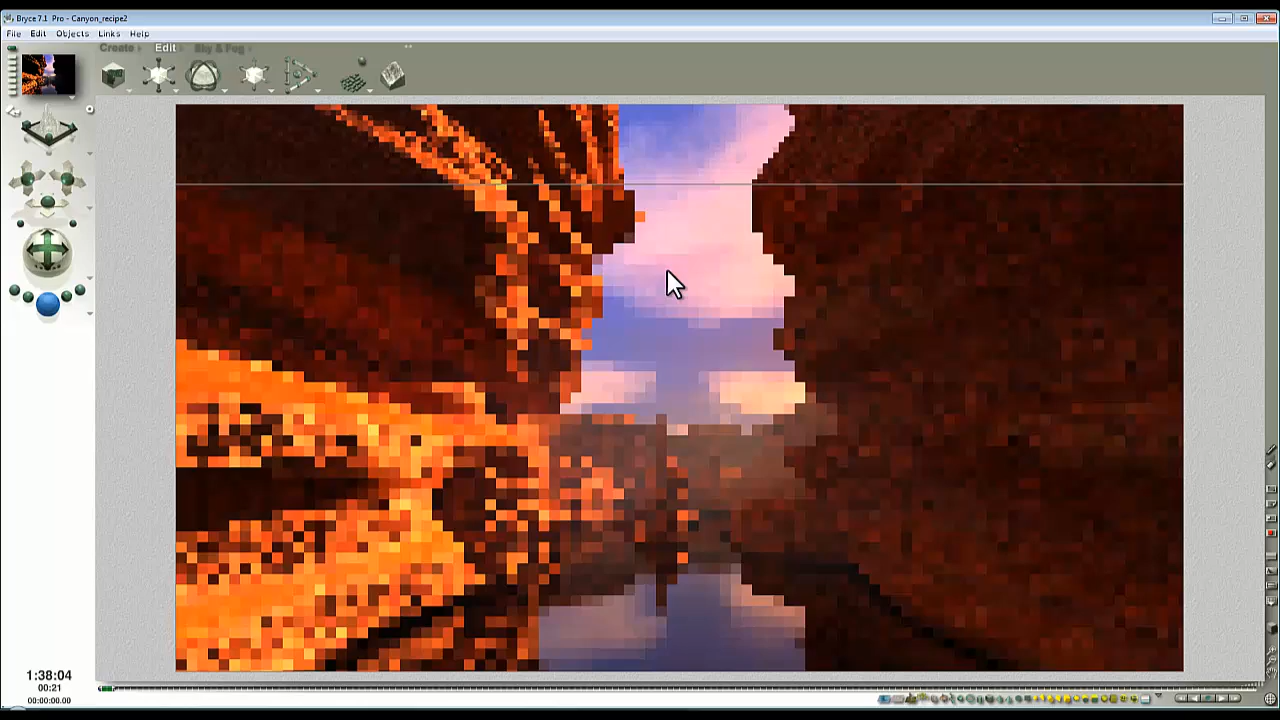 Bryce 7.1 Pro - Canyon_recipe2
File Edit Objects Links Help
Create Edit Sky & Fog
1:38:04
00:21
00:00:00.00